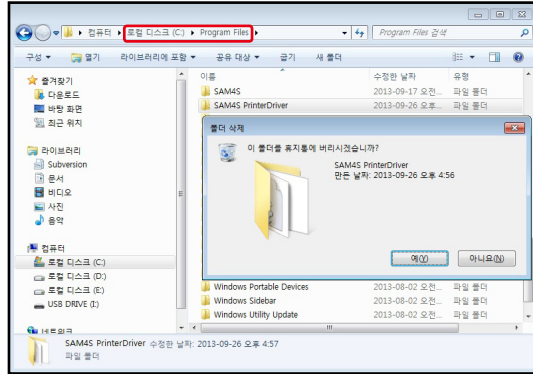 컴퓨터 ▸ 로컬 디스크 (C:) ▸ Program Files ▸
Program Files 검색
구성 ▼ 열기 라이브러리에 포함 ▼ 공유 대상 ▼ 굽기 새 폴더
이름 수정한 날짜 유형
즐겨찾기
다운로드
바탕 화면
최근 위치
라이브러리
Subversion
문서
비디오
사진
음악
컴퓨터
로컬 디스크 (C:)
로컬 디스크 (D:)
로컬 디스크 (E:)
USB DRIVE (I:)
네트워크
SAM4S 2013-09-17 오전... 파일 폴더
SAM4S PrinterDriver 2013-09-26 오후... 파일 폴더
폴더 삭제
이 폴더를 휴지통에 버리시겠습니까?
SAM4S PrinterDriver
만든 날짜: 2013-09-26 오후 4:56
예(Y) 아니요(N)
Windows Portable Devices 2013-08-02 오전... 파일 폴더
Windows Sidebar 2013-08-02 오전... 파일 폴더
Windows Utility Update 2013-08-02 오전... 파일 폴더
SAM4S PrinterDriver 수정한 날짜: 2013-09-26 오후 4:57
파일 폴더